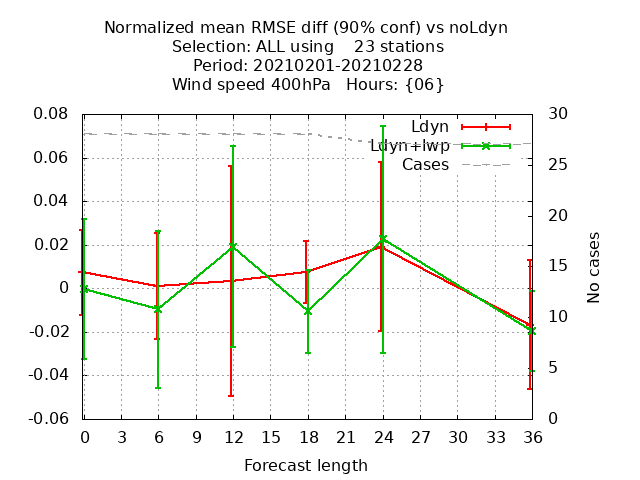 Normalized mean RMSE diff (90% conf) vs noLdyn
Selection: ALL using    23 stations
Period: 20210201-20210228
Wind speed 400hPa   Hours: {06}
0.08
0.06
0.04
0.02
0
-0.02
-0.04
-0.06
30
25
20
15
10
5
0
No cases
Ldyn
Ldyn+lwp
Cases
0 3 6 9 12 15 18 21 24 27 30 33 36
Forecast length